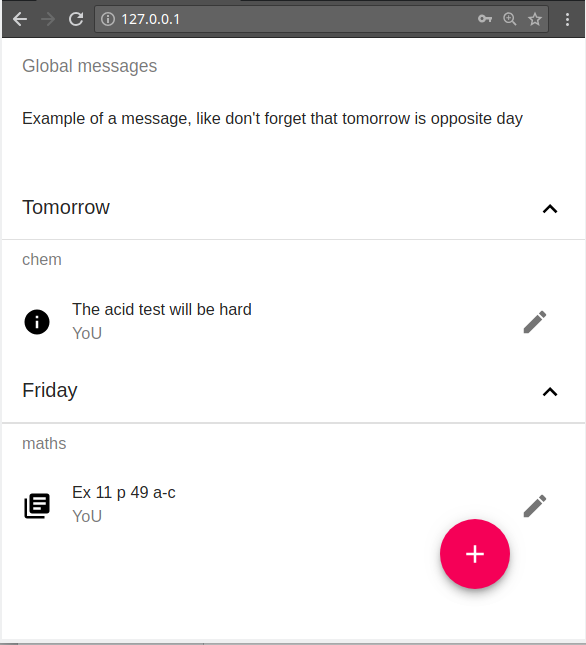 127.0.0.1
Global messages
Example of a message, like don't forget that tomorrow is opposite day
Tomorrow
chem
The acid test will be hard
YoU
Friday
maths
Ex 11 p 49 a-c
YoU